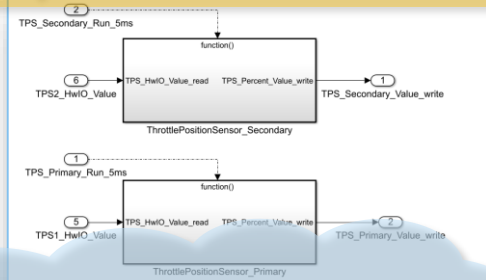 2
TPS_Secondary_Run_5ms
function()
6
TPS_HwIO_Value_read TPS_Percent_Value_write
1
TPS2_HwIO_Value
TPS_Secondary_Value_write
ThrottlePositionSensor_Secondary
1
TPS_Primary_Run_5ms
function()
5
TPS_HwIO_Value_read TPS_Percent_Value_write
2
TPS1_HwIO_Value
TPS_Primary_Value_write
ThrottlePositionSensor_Primary